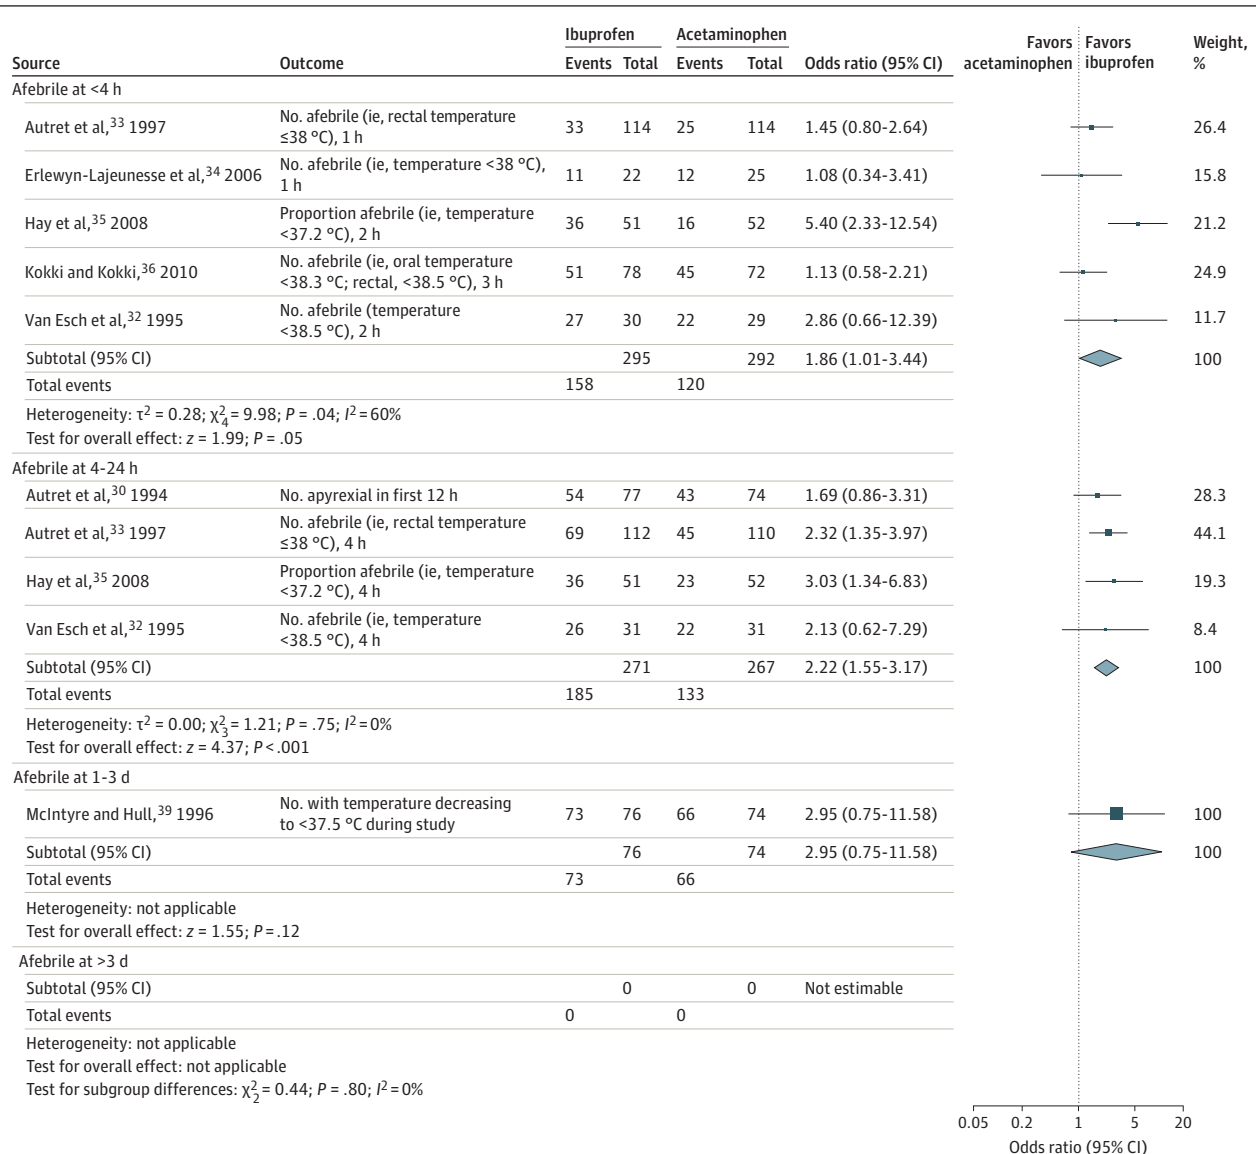 Ibuprofen Acetaminophen Favors acetaminophen Favors ibuprofen Weight, %
Source Outcome Events Total Events Total Odds ratio (95% CI)
Afebrile at <4 h
Autret et al,33 1997 No. afebrile (ie, rectal temperature ≤38 °C), 1 h 33 114 25 114 1.45 (0.80-2.64) 26.4
Erlewyn-Lajeunesse et al,34 2006 No. afebrile (ie, temperature <38 °C), 1 h 11 22 12 25 1.08 (0.34-3.41) 15.8
Hay et al,35 2008 Proportion afebrile (ie, temperature <37.2 °C), 2 h 36 51 16 52 5.40 (2.33-12.54) 21.2
Kokki and Kokki,36 2010 No. afebrile (ie, oral temperature <38.3 °C; rectal, <38.5 °C), 3 h 51 78 45 72 1.13 (0.58-2.21) 24.9
Van Esch et al,32 1995 No. afebrile (temperature <38.5 °C), 2 h 27 30 22 29 2.86 (0.66-12.39) 11.7
Subtotal (95% CI) 295 292 1.86 (1.01-3.44) 100
Total events 158 120
Heterogeneity: τ2 = 0.28; χ2 4 = 9.98; P = .04; I2 = 60%
Test for overall effect: z = 1.99; P = .05
Afebrile at 4-24 h
Autret et al,30 1994 No. apyrexial in first 12 h 54 77 43 74 1.69 (0.86-3.31) 28.3
Autret et al,33 1997 No. afebrile (ie, rectal temperature ≤38 °C), 4 h 69 112 45 110 2.32 (1.35-3.97) 44.1
Hay et al,35 2008 Proportion afebrile (ie, temperature <37.2 °C), 4 h 36 51 23 52 3.03 (1.34-6.83) 19.3
Van Esch et al,32 1995 No. afebrile (ie, temperature <38.5 °C), 4 h 26 31 22 31 2.13 (0.62-7.29) 8.4
Subtotal (95% CI) 271 267 2.22 (1.55-3.17) 100
Total events 185 133
Heterogeneity: τ2 = 0.00; χ2 3 = 1.21; P = .75; I2 = 0%
Test for overall effect: z = 4.37; P < .001
Afebrile at 1-3 d
McIntyre and Hull,39 1996 No. with temperature decreasing to <37.5 °C during study 73 76 66 74 2.95 (0.75-11.58) 100
Subtotal (95% CI) 76 74 2.95 (0.75-11.58) 100
Total events 73 66
Heterogeneity: not applicable
Test for overall effect: z = 1.55; P = .12
Afebrile at >3 d
Subtotal (95% CI) 0 0 Not estimable
Total events 0 0
Heterogeneity: not applicable
Test for overall effect: not applicable
Test for subgroup differences: χ2 2 = 0.44; P = .80; I2 = 0%
0.05 0.2 1 5 20
Odds ratio (95% CI)